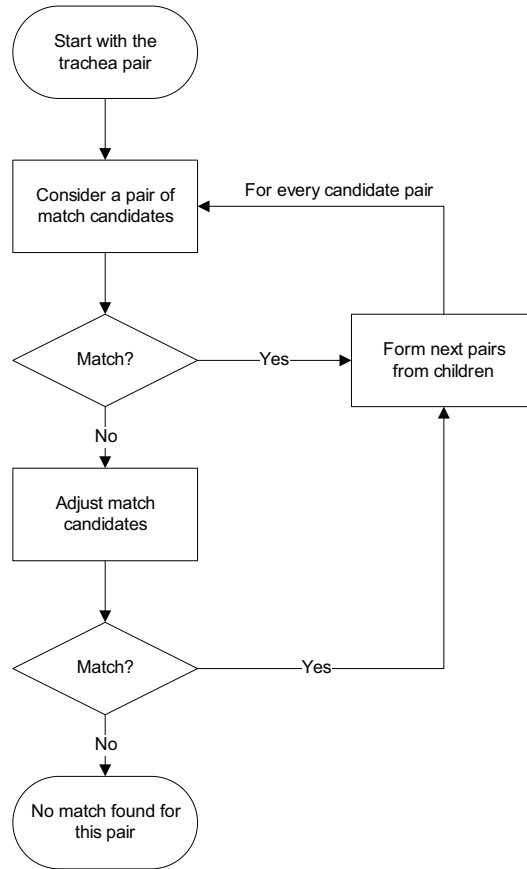 Start with the
trachea pair
Consider a pair of
match candidates
For every candidate pair
Match?
Yes
Form next pairs
from children
No
Adjust match
candidates
Match?
Yes
No
No match found for
this pair